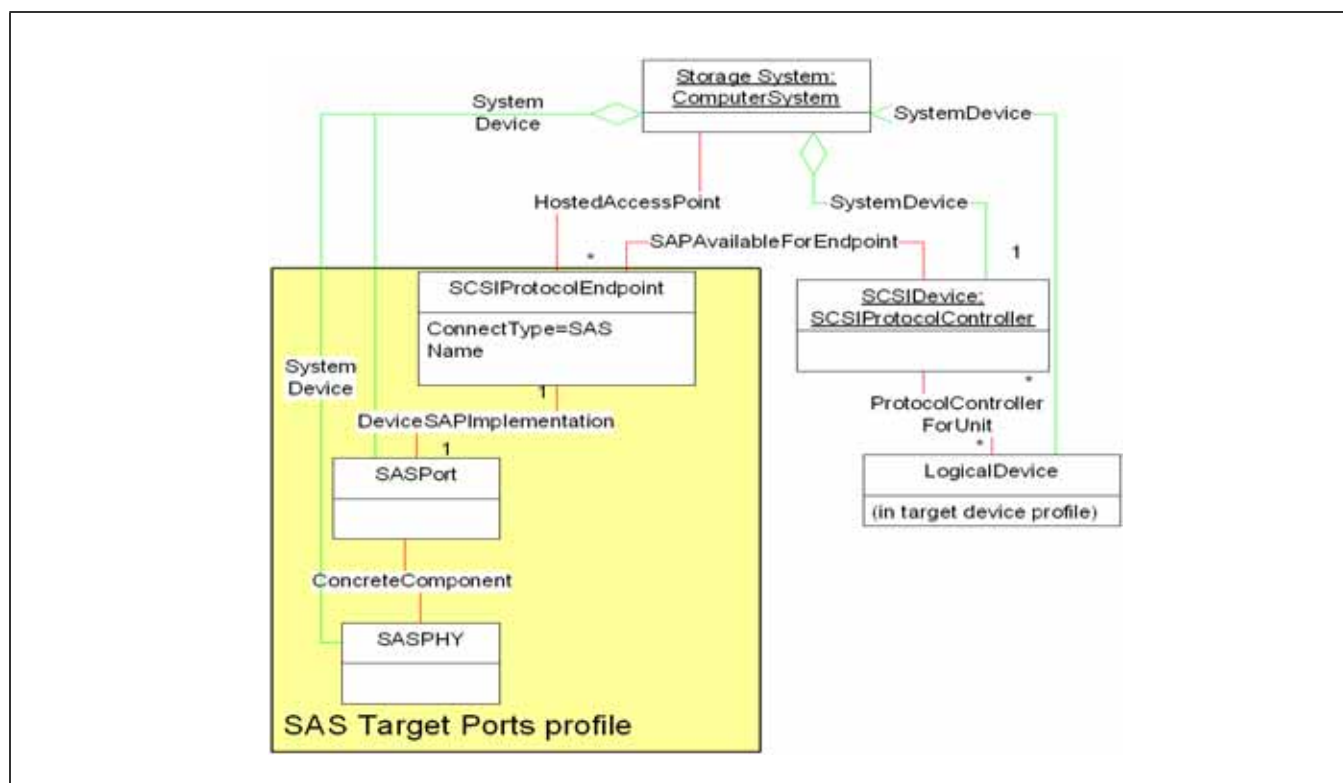 Storage System:
ComputerSystem
System
Device
SystemDevice
HostedAccessPoint
SystemDevice
SAPAvailableForEndpoint
*
1
SCSIProtocolEndpoint
ConnectType=SAS
Name
SCSIDevice:
SCSIProtocolController
System
Device
1
*
DeviceSAPImplementation
ProtocolController
ForUnit
1
*
SASPort
LogicalDevice
(in target device profile)
ConcreteComponent
SASPHY
SAS Target Ports profile